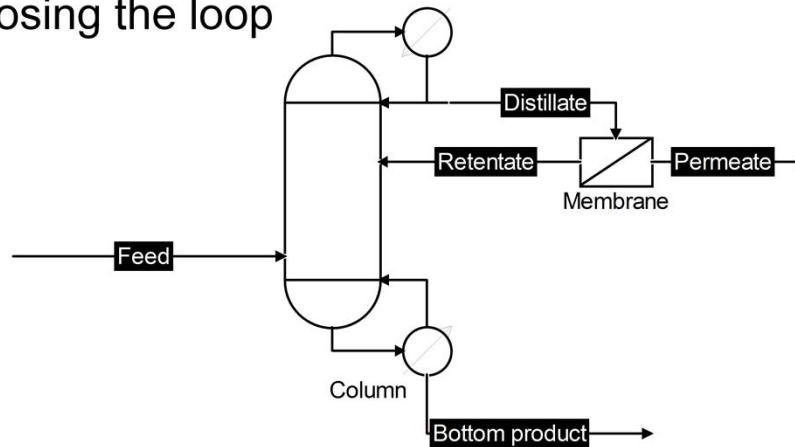 osing the loop
Distillate
Retentate
Permeate
Membrane
Feed
Column
Bottom product